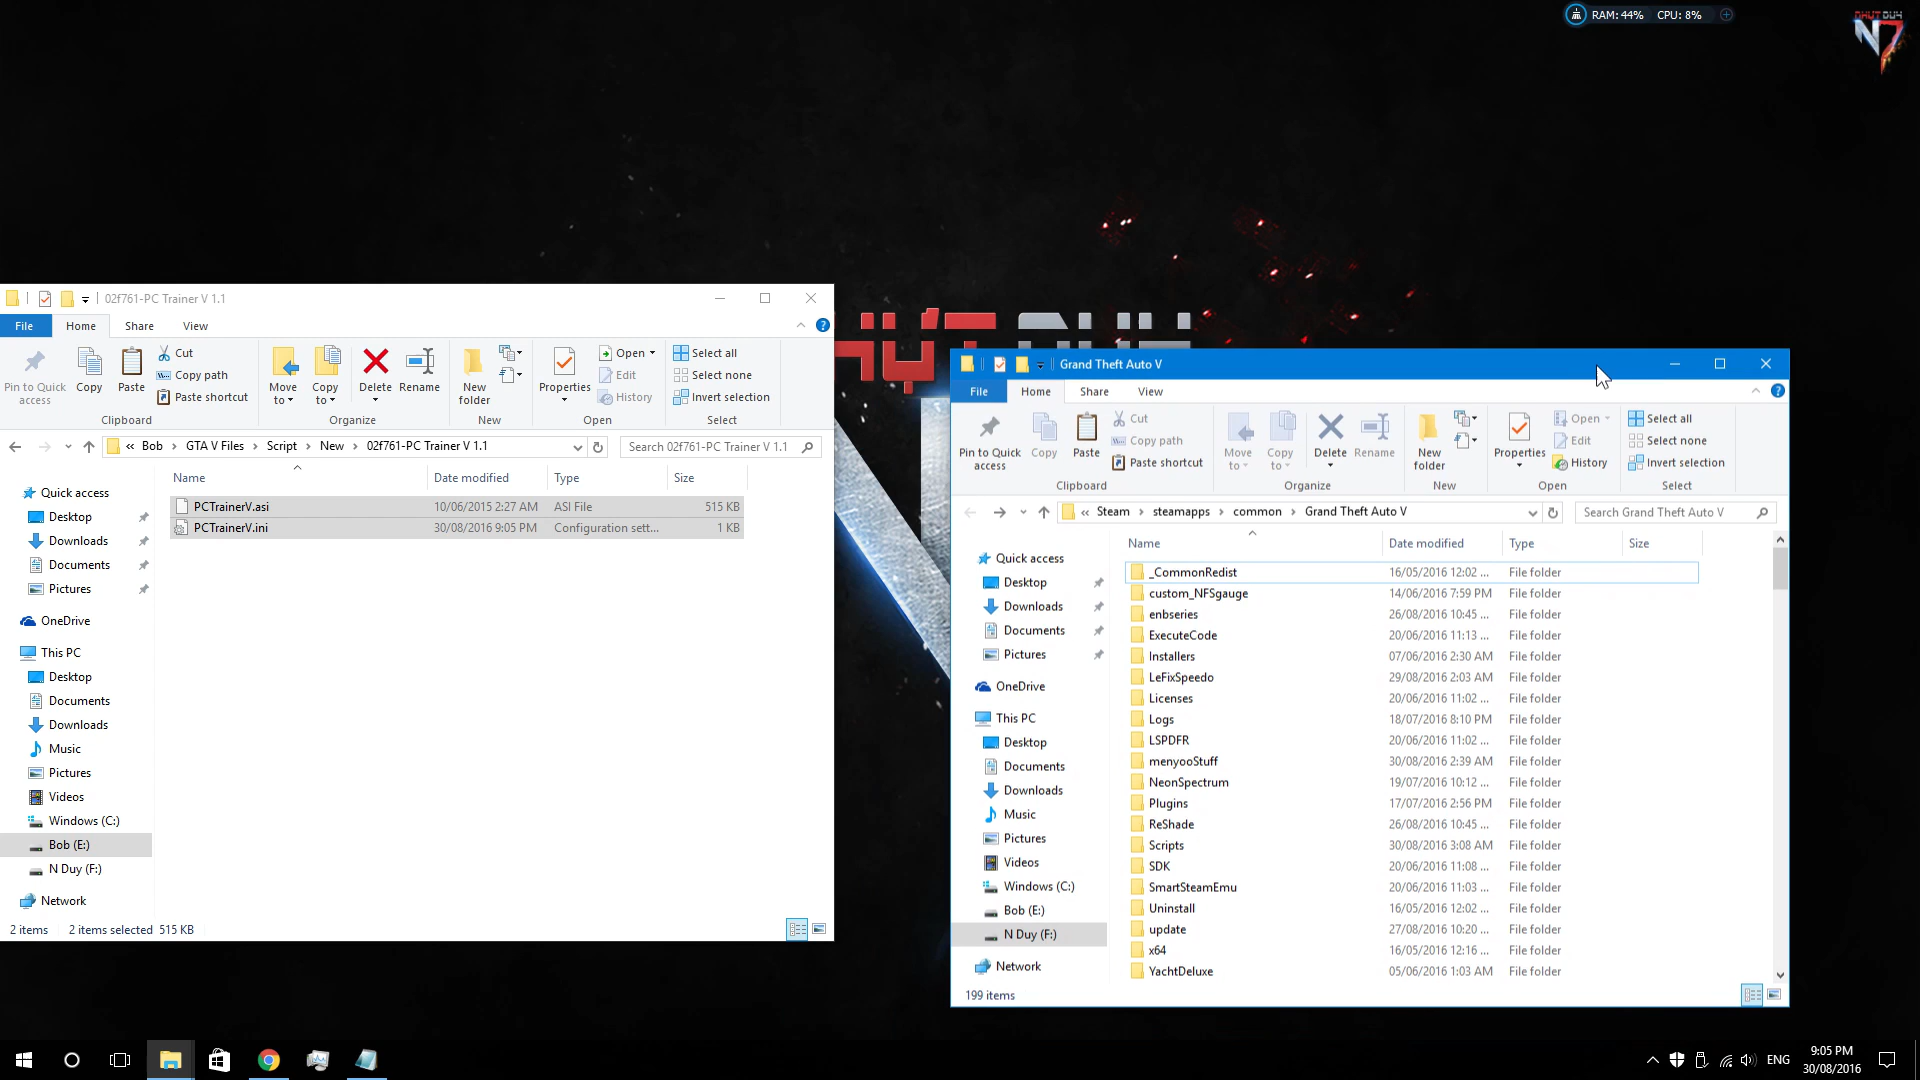 RAM: 44% CPU: 8%
NHUT DUY
N7
02f761-PC Trainer V 1.1
File Home Share View
Pin to Quick access
Copy
Paste
Cut
Copy path
Paste shortcut
Move to
Copy to
Delete
Rename
New folder
Properties
Open
Edit
History
Select all
Select none
Invert selection
Clipboard Organize New Open Select
« Bob > GTA V Files > Script > New > 02f761-PC Trainer V 1.1
Search 02f761-PC Trainer V 1.1
Name Date modified Type Size
PCTrainerV.asi 10/06/2015 2:27 AM ASI File 515 KB
PCTrainerV.ini 30/08/2016 9:05 PM Configuration sett... 1 KB
Quick access
Desktop
Downloads
Documents
Pictures
OneDrive
This PC
Desktop
Documents
Downloads
Music
Pictures
Videos
Windows (C:)
Bob (E:)
N Duy (F:)
Network
2 items 2 items selected 515 KB
Grand Theft Auto V
File Home Share View
Pin to Quick access
Copy
Paste
Cut
Copy path
Paste shortcut
Move to
Copy to
Delete
Rename
New folder
Properties
Open
Edit
History
Select all
Select none
Invert selection
Clipboard Organize New Open Select
« Steam > steamapps > common > Grand Theft Auto V
Search Grand Theft Auto V
Name Date modified Type Size
_CommonRedist 16/05/2016 12:02 ... File folder
custom_NFSgauge 14/06/2016 7:59 PM File folder
enbseries 26/08/2016 10:45 ... File folder
ExecuteCode 20/06/2016 11:13 ... File folder
Installers 07/06/2016 2:30 AM File folder
LeFixSpeedo 29/08/2016 2:03 AM File folder
Licenses 20/06/2016 11:02 ... File folder
Logs 18/07/2016 8:10 PM File folder
LSPDFR 20/06/2016 11:02 ... File folder
menyooStuff 30/08/2016 2:39 AM File folder
NeonSpectrum 19/07/2016 10:12 ... File folder
Plugins 17/07/2016 2:56 PM File folder
ReShade 26/08/2016 10:45 ... File folder
Scripts 30/08/2016 3:08 AM File folder
SDK 20/06/2016 11:08 ... File folder
SmartSteamEmu 20/06/2016 11:03 ... File folder
Uninstall 16/05/2016 12:02 ... File folder
update 27/08/2016 10:20 ... File folder
x64 16/05/2016 12:16 ... File folder
YachtDeluxe 05/06/2016 1:03 AM File folder
Quick access
Desktop
Downloads
Documents
Pictures
OneDrive
This PC
Desktop
Documents
Downloads
Music
Pictures
Videos
Windows (C:)
Bob (E:)
N Duy (F:)
Network
199 items
ENG
9:05 PM
30/08/2016